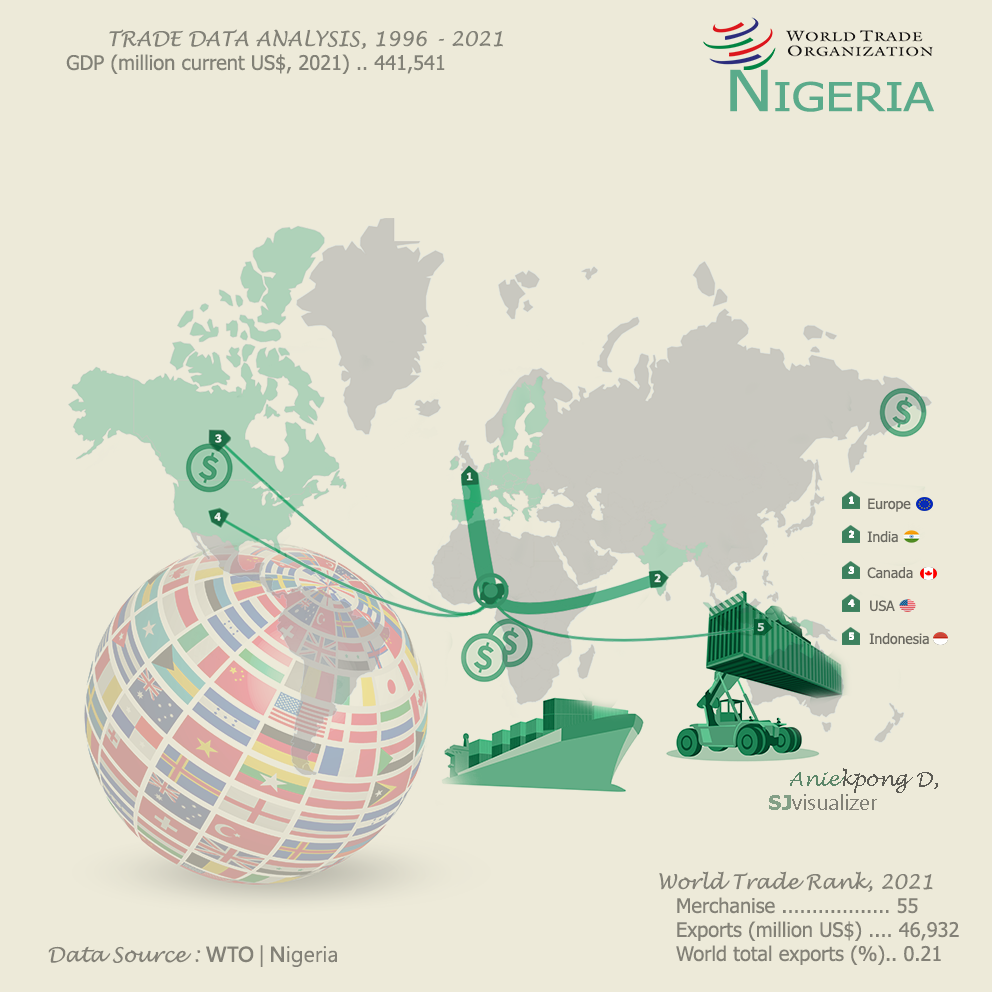 TRADE DATA ANALYSIS, 1996 - 2021
GDP (million current US$, 2021) .. 441,541
WORLD TRADE
ORGANIZATION
NIGERIA
3
4
1
2
5
$
$
$
$
1 Europe
2 India
3 Canada
4 USA
5 Indonesia
Aniekpong D,
SJvisualizer
World Trade Rank, 2021
Merchanise .................. 55
Exports (million US$) .... 46,932
World total exports (%).. 0.21
Data Source : WTO | Nigeria